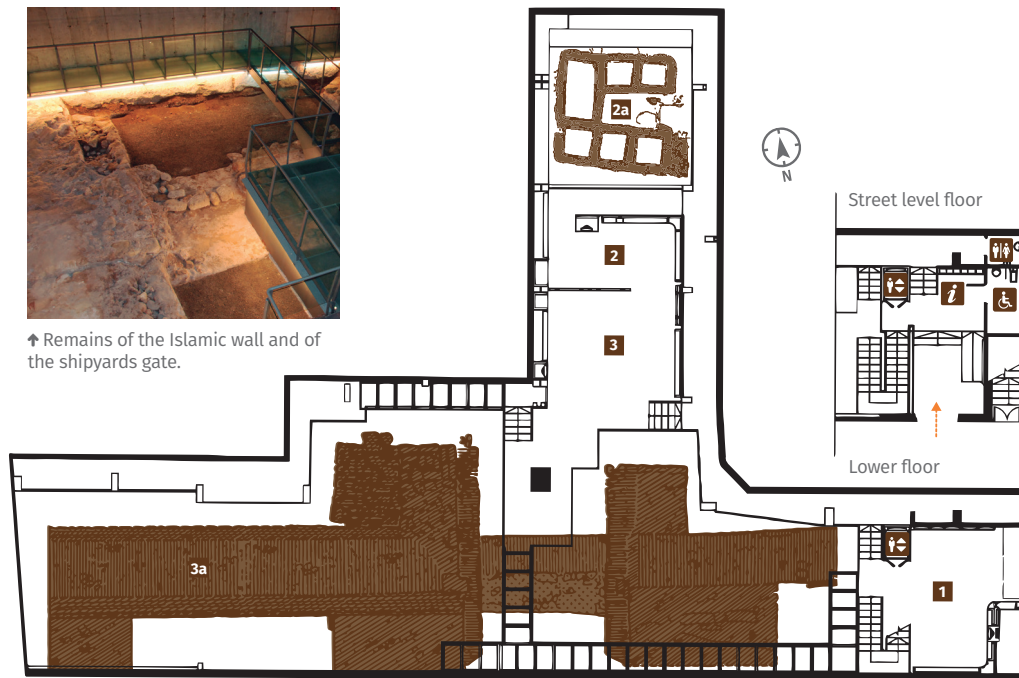 2a
N
Street level floor
2
i
3
↑ Remains of the Islamic wall and of
the shipyards gate.
Lower floor
3a
1